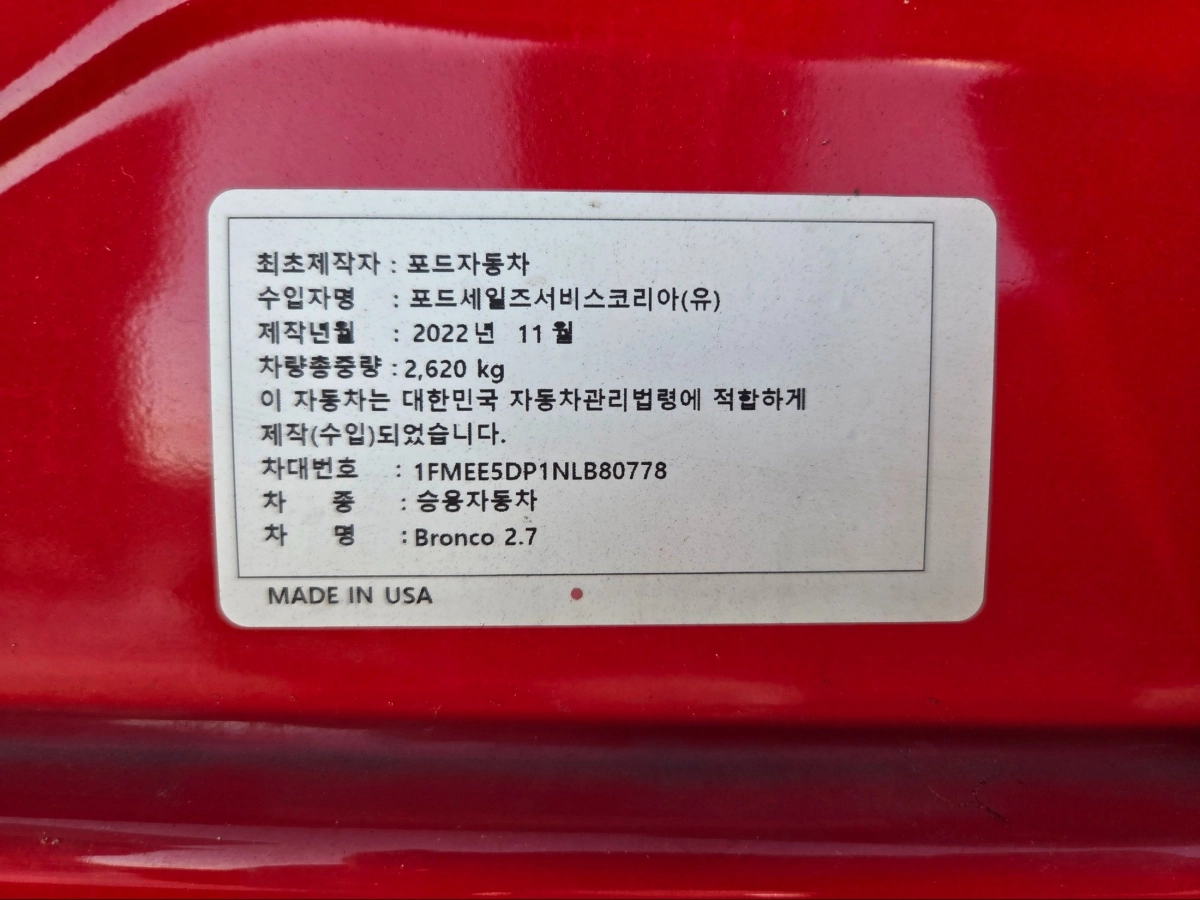 최초제작자 : 포드자동차
수입자명 : 포드세일즈서비스코리아(유)
제작년월 : 2022년 11월
차량총중량 : 2,620 kg
이 자동차는 대한민국 자동차관리법령에 적합하게
제작(수입)되었습니다.
차대번호 : 1FMEE5DP1NLB80778
차 종 : 승용자동차
차 명 : Bronco 2.7
MADE IN USA